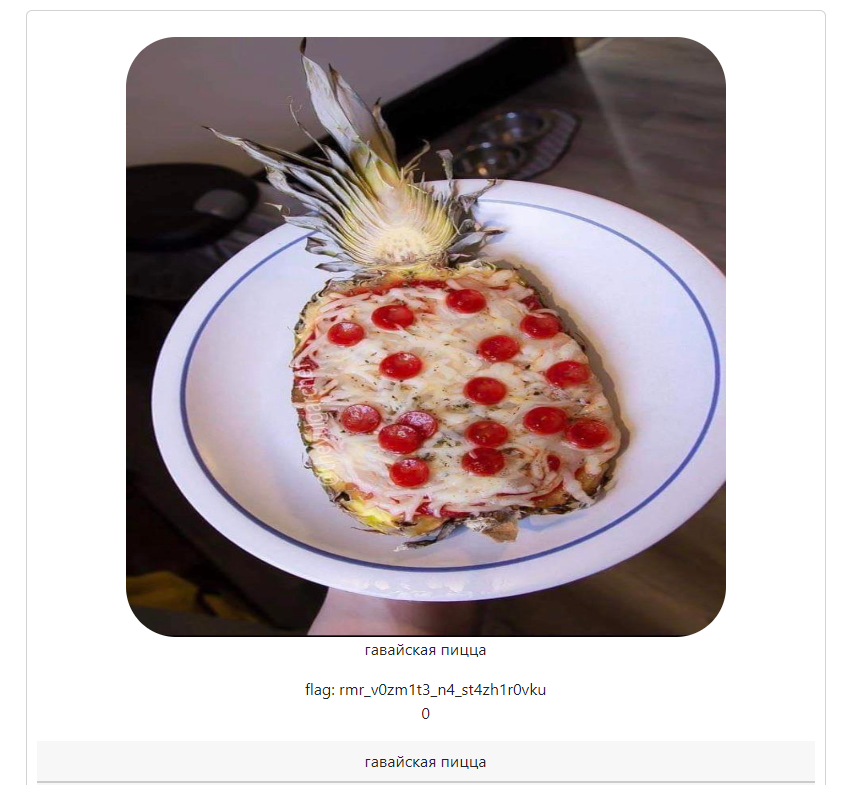 гавайская пицца
flag: rmr_v0zm1t3_n4_st4zh1r0vku
0
гавайская пицца